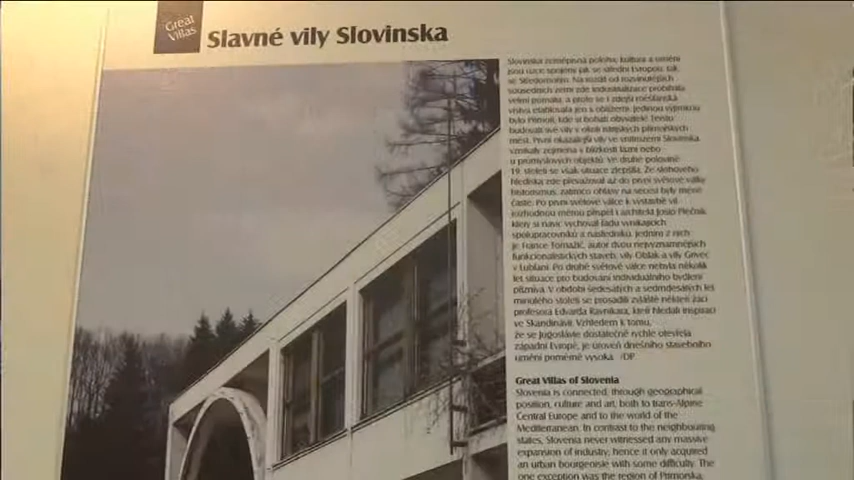 Great
Villas
Slavné vily Slovinska
Slovinsko zeměpisná poloha, kultura a umění
jsou úzce spojeny jak se střední Evropou, tak
se Středomořím. Na rozdíl od rozvinutějších
sousedních zemí zde industrializace probíhala
velmi pomalu, a proto se i zdejší měšťanská
vrstva etablovala jen s obtížemi. Jedinou výjimkou
bylo Přímoří, kde si bohatí obyvatelé Terstu
budovali své vily v okolí italských přímořských
měst. První okázalejší vily ve vnitrozemí Slovinska
vznikaly zejména v blízkosti lázní nebo
u průmyslových objektů. Ve druhé polovině
19. století se však situace zlepšila. Ze slohového
hlediska zde převažoval až do první světové války
historismus, zatímco ohlasy na secesi byly méně
časté. Po první světové válce k výstavbě vil
rozhodnou měrou přispěl i architekt Josip Plečnik,
který si navíc vychoval řadu vynikajících
spolupracovníků a následníků. Jedním z nich
je France Tomažič, autor dvou nejvýznamnějších
funkcionalistických staveb, vily Oblak a vily Grivec
v Lublani. Po druhé světové válce nebyla několik
let situace pro budování individuálního bydlení
příznivá. V období šedesátých a sedmdesátých let
minulého století se prosadili zvláště někteří žáci
profesora Edvarda Ravnikara, kteří hledali inspiraci
ve Skandinávii. Vzhledem k tomu,
že se Jugoslávie dostatečně rychle otevřela
západní Evropě, je úroveň dnešního stavebního
umění poměrně vysoká. /DP
Great Villas of Slovenia
Slovenia is connected, through geographical
position, culture and art, both to trans-Alpine
Central Europe and to the world of the
Mediterranean. In contrast to the neighbouring
states, Slovenia never witnessed any massive
expansion of industry, hence it only acquired
an urban bourgeoisie with some difficulty. The
one exception was the region of Primorska,